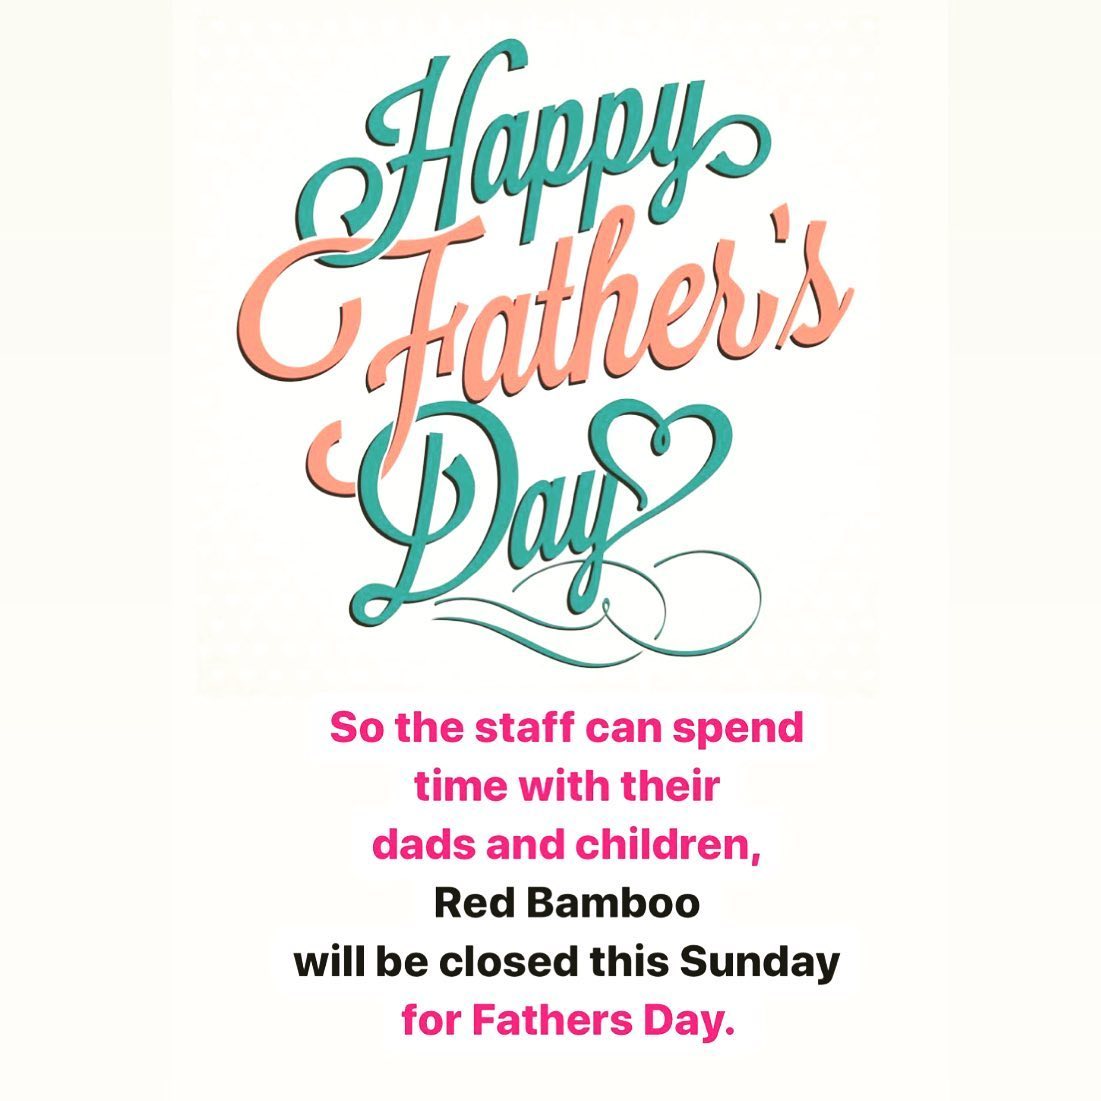 Happy
Father's
Day
So the staff can spend
time with their
dads and children,
Red Bamboo
will be closed this Sunday
for Fathers Day.